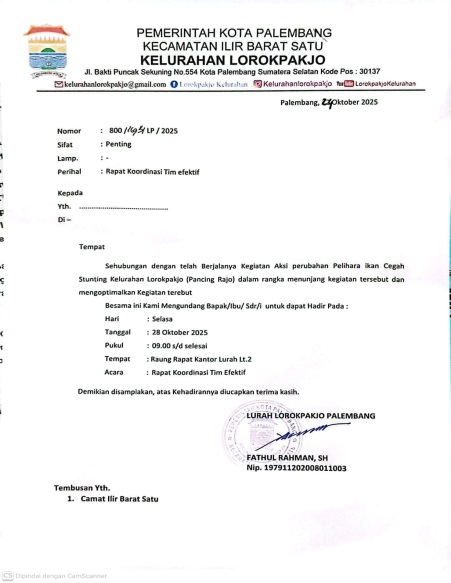 PEMERINTAH KOTA PALEMBANG
KECAMATAN ILIR BARAT SATU
KELURAHAN LOROKPAKJO
Jl. Bakti Puncak Sekuning No.554 Kota Palembang Sumatera Selatan Kode Pos : 30137
kelurahanlorokpakjo@gmail.com Lorokpakjo Kelurahan Kelurahanlorokpakjo YouTube LorokpakjoKelurahan
Palembang, 24 Oktober 2025
Nomor : 800 / / LP / 2025
Sifat : Penting
Lamp. : -
Perihal : Rapat Koordinasi Tim efektif
Kepada
Yth. ................................................
Di –
Tempat
Sehubungan dengan telah Berjalanya Kegiatan Aksi perubahan Pelihara ikan Cegah
Stunting Kelurahan Lorokpakjo (Pancing Rajo) dalam rangka menunjang kegiatan tersebut dan
mengoptimalkan Kegiatan terebut
Besama ini Kami Mengundang Bapak/Ibu/ Sdr/i untuk dapat Hadir Pada :
Hari : Selasa
Tanggal : 28 Oktober 2025
Pukul : 09.00 s/d selesai
Tempat : Raung Rapat Kantor Lurah Lt.2
Acara : Rapat Koordinasi Tim Efektif
Demikian disampaikan, atas Kehadirannya diucapkan terima kasih.
LURAH LOROKPAKJO PALEMBANG
FATHUL RAHMAN, SH
Nip. 197911202008011003
Tembusan Yth.
1. Camat Ilir Barat Satu
CS Dipindai dengan CamScanner